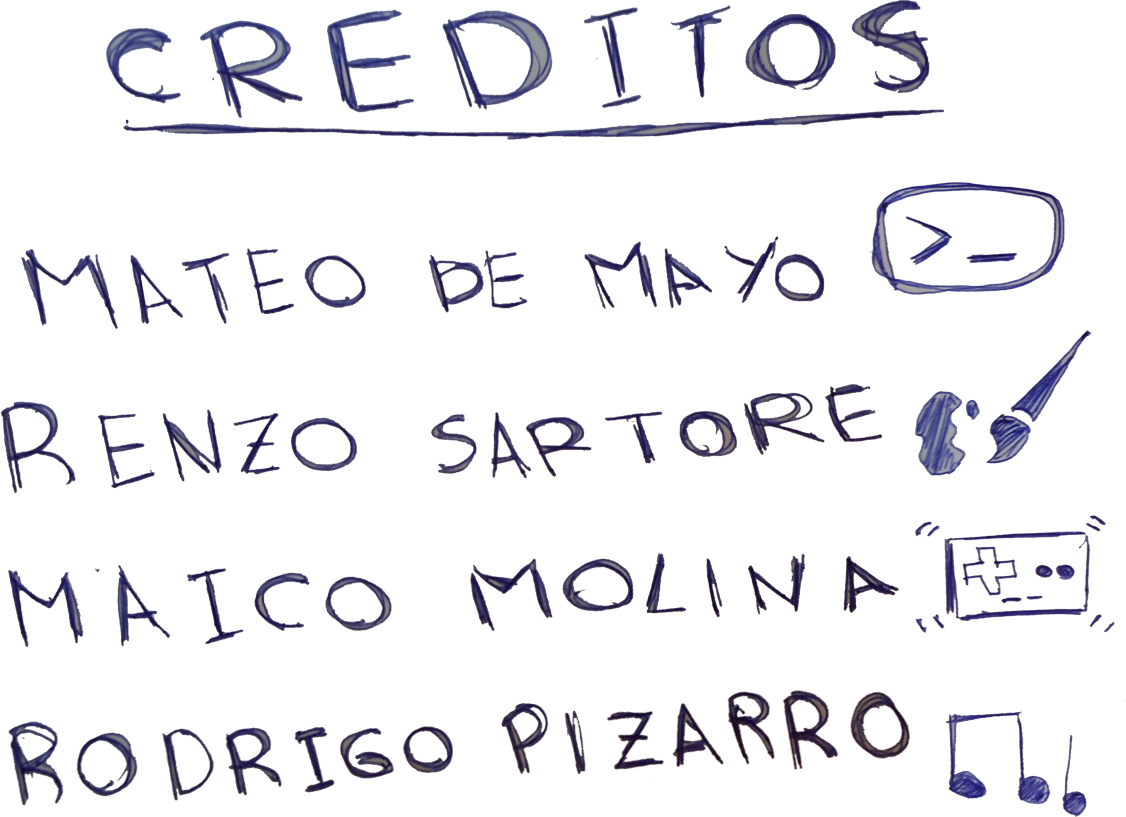 CREDITOS
MATEO DE MAYO >_
RENZO SARTORE
MAICO MOLINA
RODRIGO PIZARRO